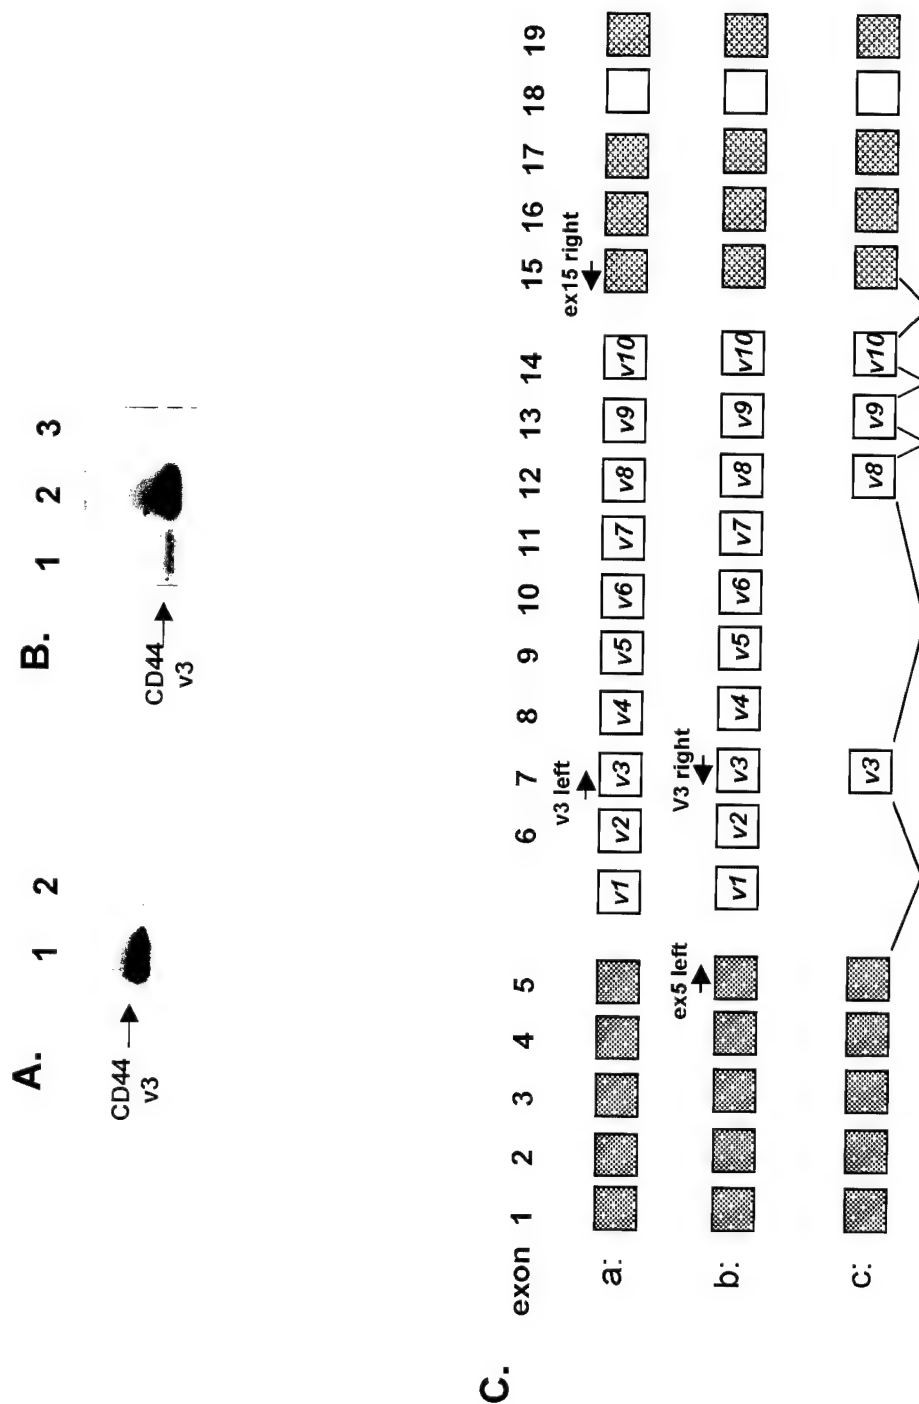 A.
1 2
CD44
v3
B.
1 2 3
CD44
v3
C.
exon 1 2 3 4 5 6 7 8 9 10 11 12 13 14 15 16 17 18 19
v3 left
ex15 right
a:
v1 v2 v3 v4 v5 v6 v7 v8 v9 v10
ex5 left
V3 right
b:
v1 v2 v3 v4 v5 v6 v7 v8 v9 v10
c:
v3 v8 v9 v10